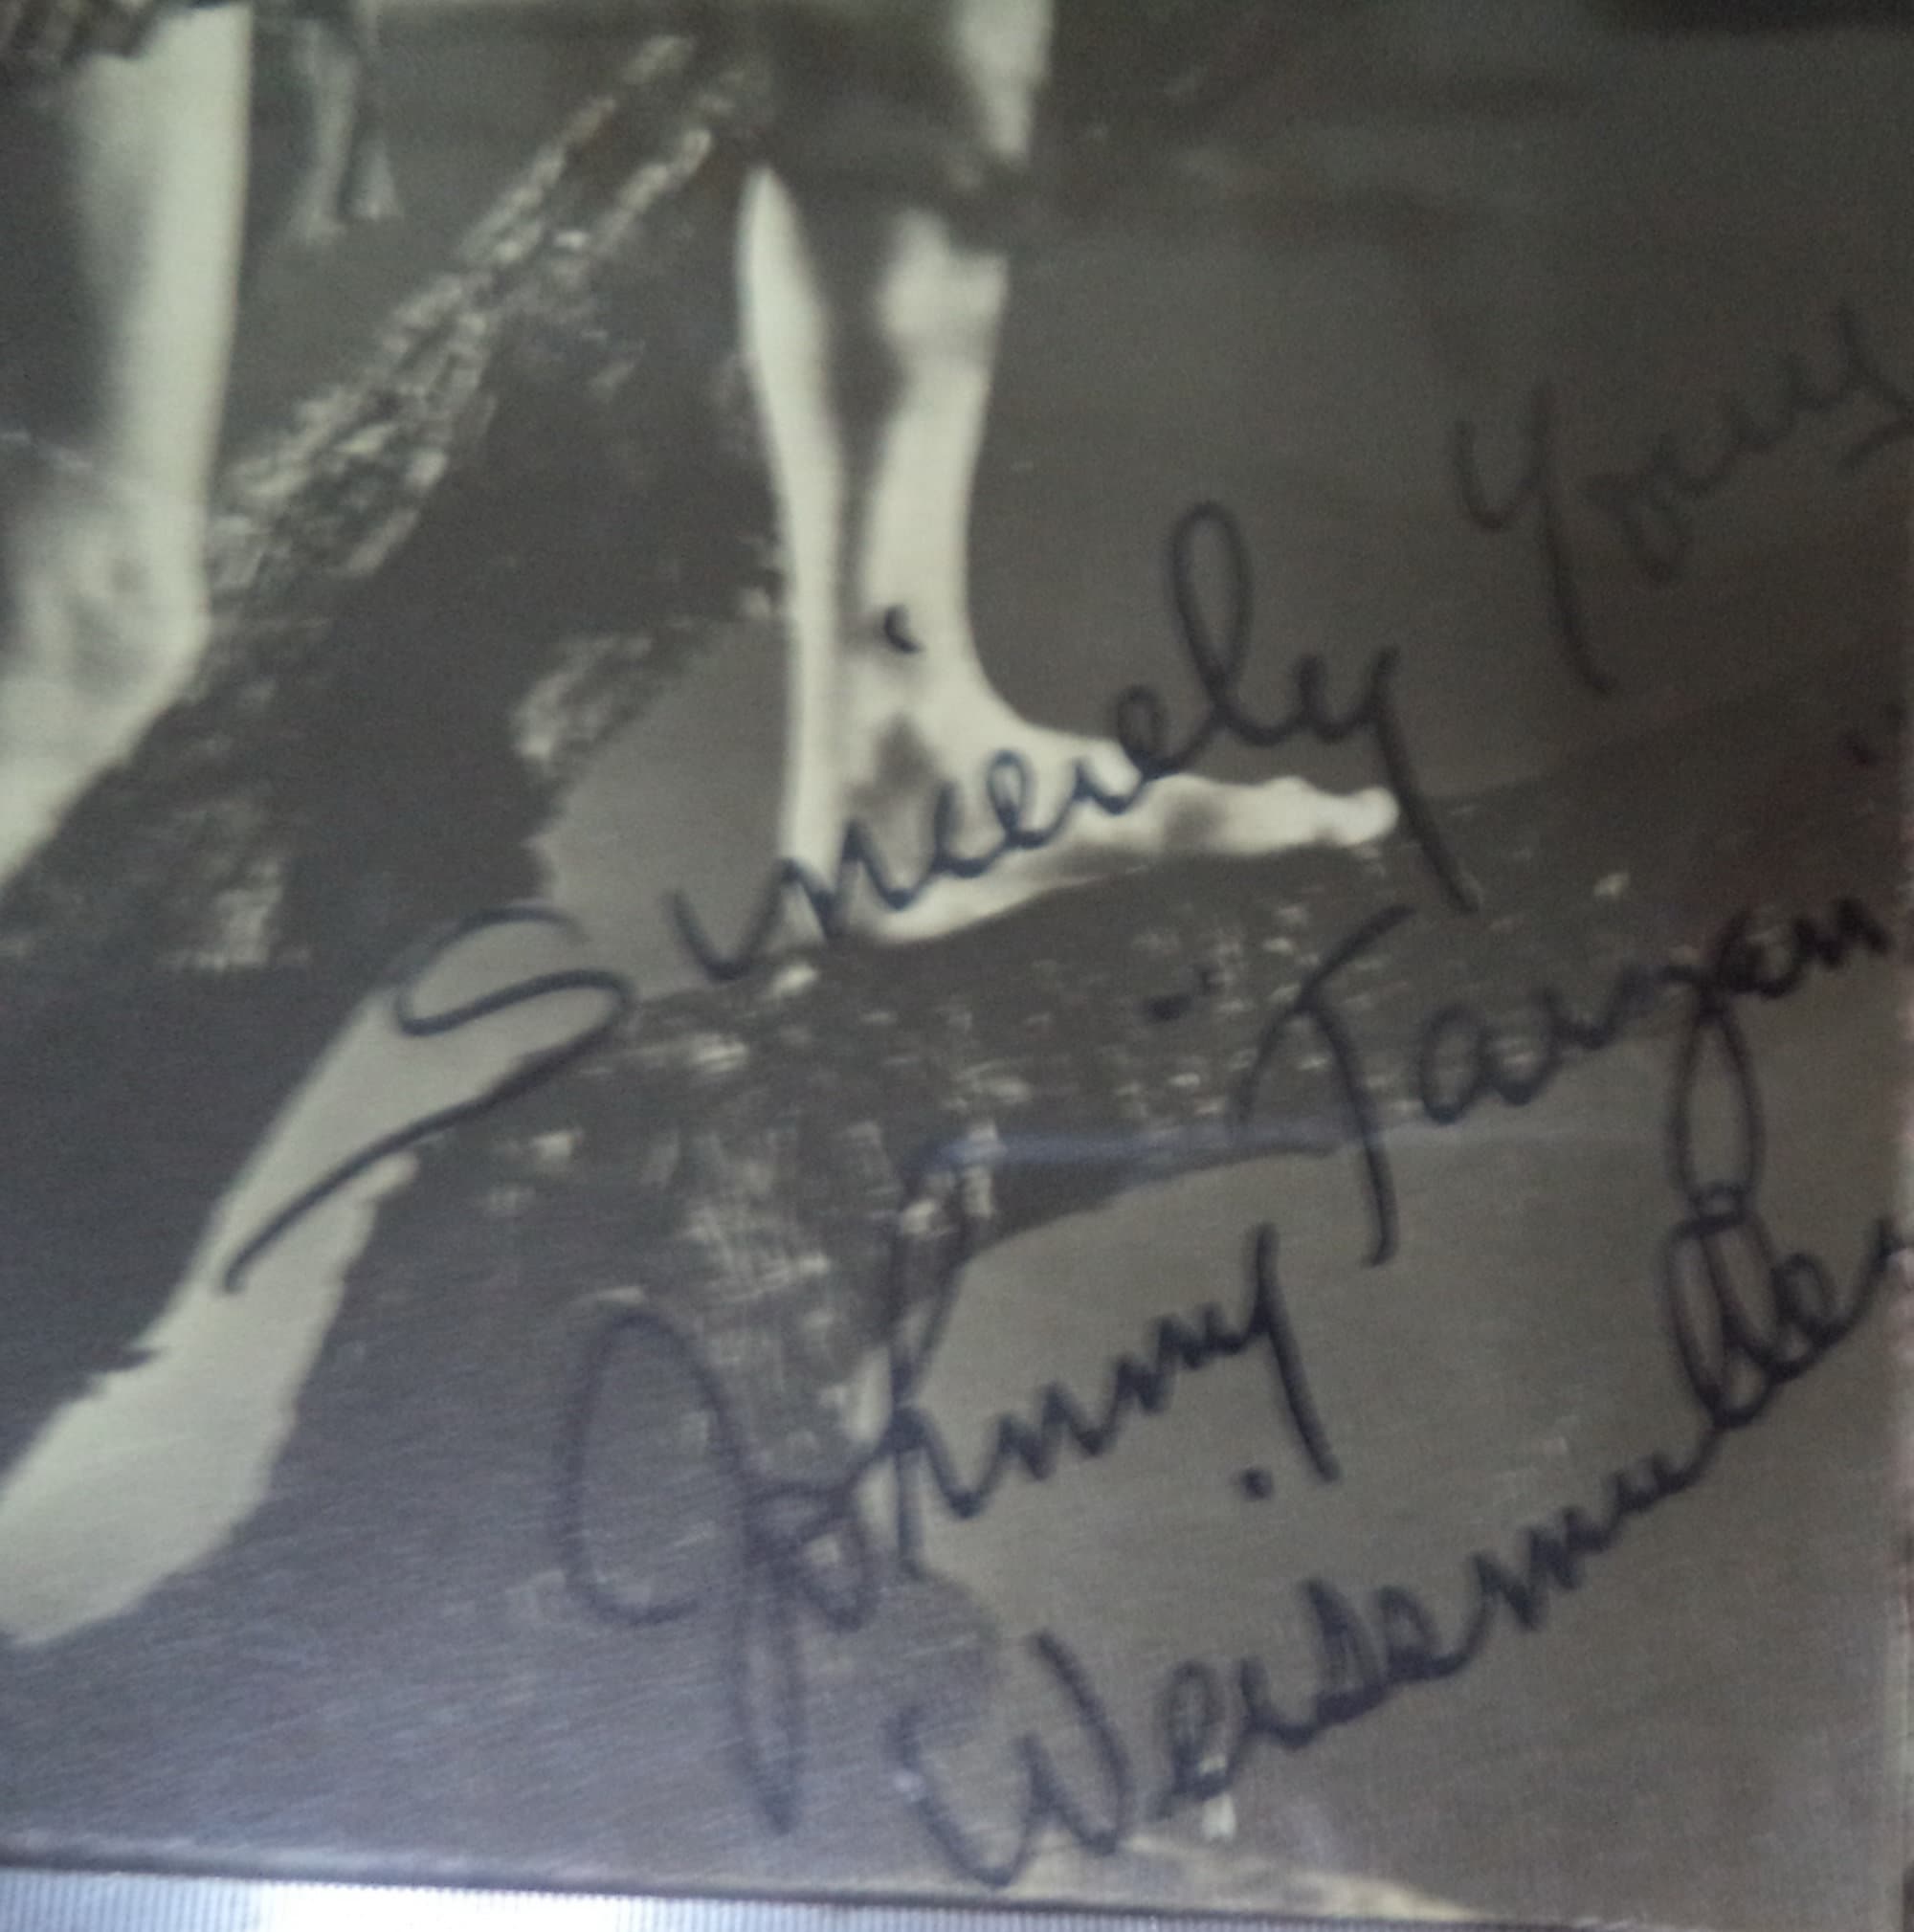 Sincerely Yours
"Tarzan"
Johnny
Weissmuller